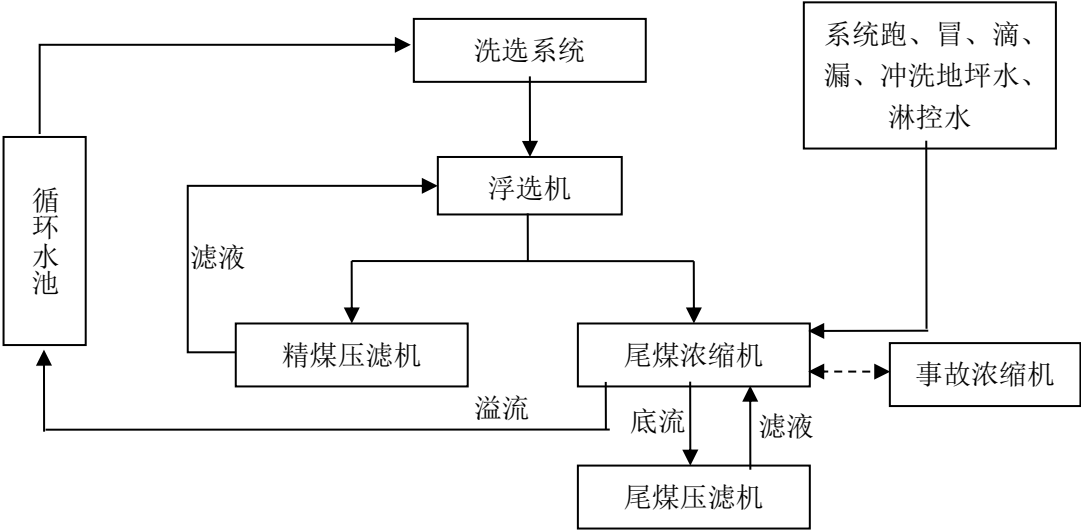 洗选系统
系统跑、冒、滴、
漏、冲洗地坪水、
淋控水
浮选机
循环水池
滤液
精煤压滤机
尾煤浓缩机
事故浓缩机
溢流
底流
滤液
尾煤压滤机